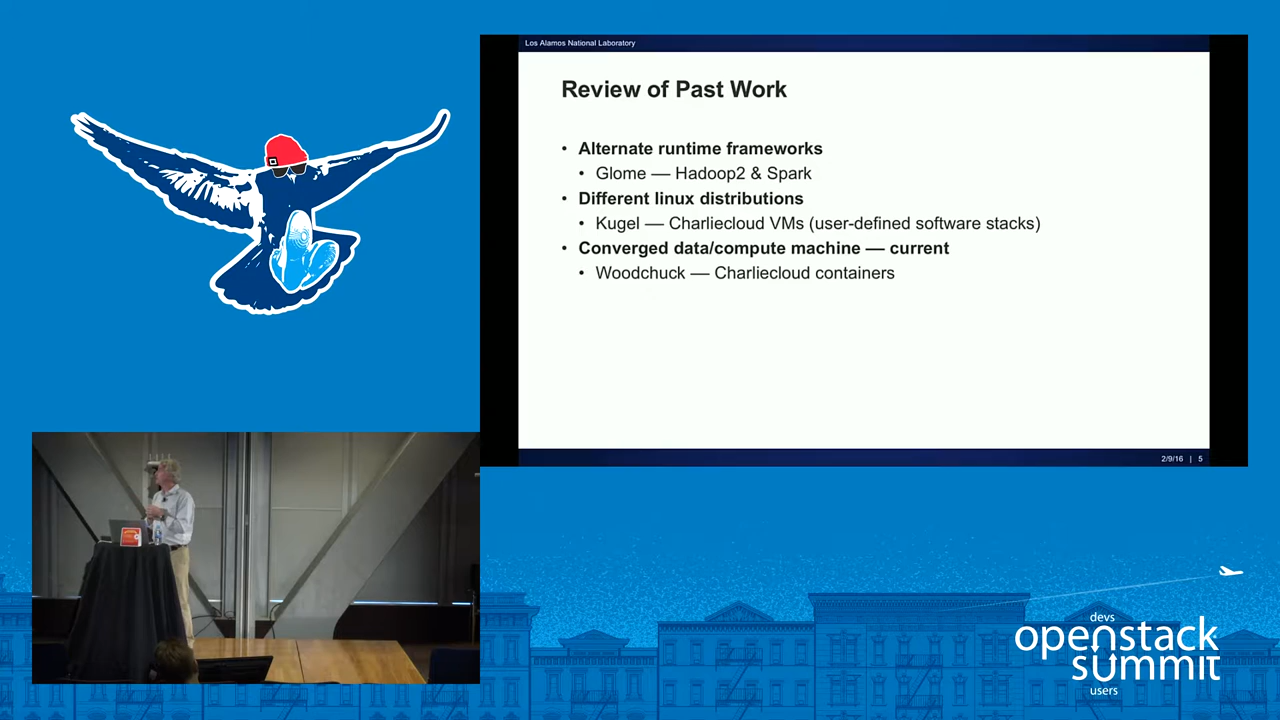 Los Alamos National Laboratory
Review of Past Work
• Alternate runtime frameworks
• Glome — Hadoop2 & Spark
• Different linux distributions
• Kugel — Charliecloud VMs (user-defined software stacks)
• Converged data/compute machine — current
• Woodchuck — Charliecloud containers
2/9/16 | 5
devs
openstack
summit
users